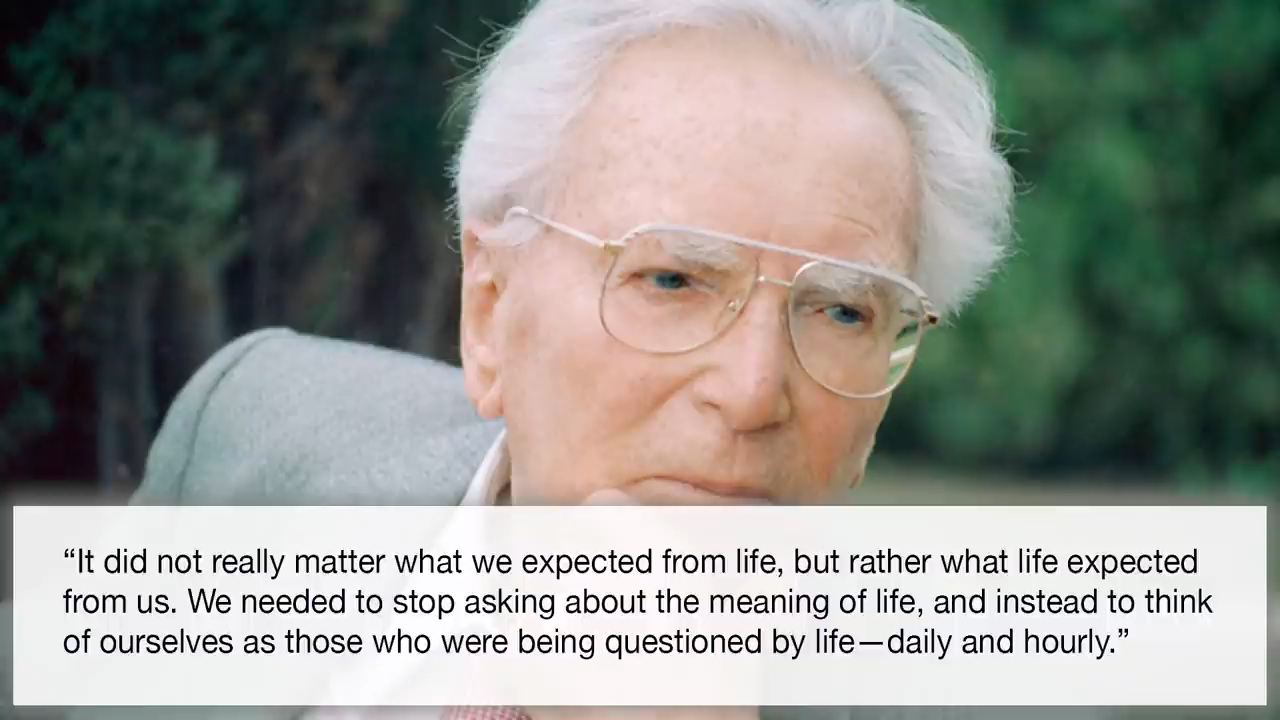 “It did not really matter what we expected from life, but rather what life expected
from us. We needed to stop asking about the meaning of life, and instead to think
of ourselves as those who were being questioned by life—daily and hourly.”